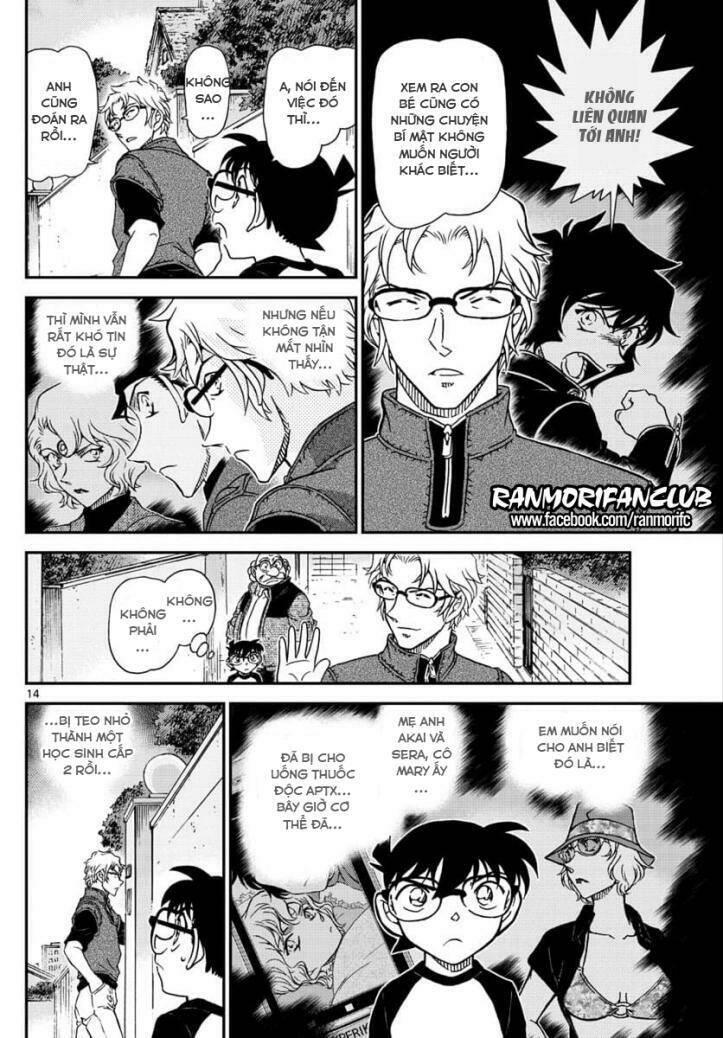 KHÔNG
LIÊN QUAN
TỚI ANH!
XEM RA CON
BÉ CŨNG CÓ
NHỮNG CHUYỆN
BÍ MẬT KHÔNG
MUỐN NGƯỜI
KHÁC BIẾT...
A, NÓI ĐẾN
VIỆC ĐÓ
THÌ...
KHÔNG
SAO ...
ANH
CŨNG
ĐOÁN RA
RỒI...
NHƯNG NẾU
KHÔNG TẬN
MẮT NHÌN
THẤY...
THÌ MÌNH VẪN
RẤT KHÓ TIN
ĐÓ LÀ SỰ
THẬT...
RANMORIFANCLUB
www.facebook.com/ranmorifc
KHÔNG
...
KHÔNG
PHẢI
...
14
EM MUỐN NÓI
CHO ANH BIẾT
ĐÓ LÀ...
MẸ ANH
AKAI VÀ
SERA, CÔ
MARY ẤY
...
ĐÃ BỊ CHO
UỐNG THUỐC
ĐỘC APTX...
BÂY GIỜ CƠ
THỂ ĐÃ...
XPERIA
...BỊ TEO NHỎ
THÀNH MỘT
HỌC SINH CẤP
2 RỒI...